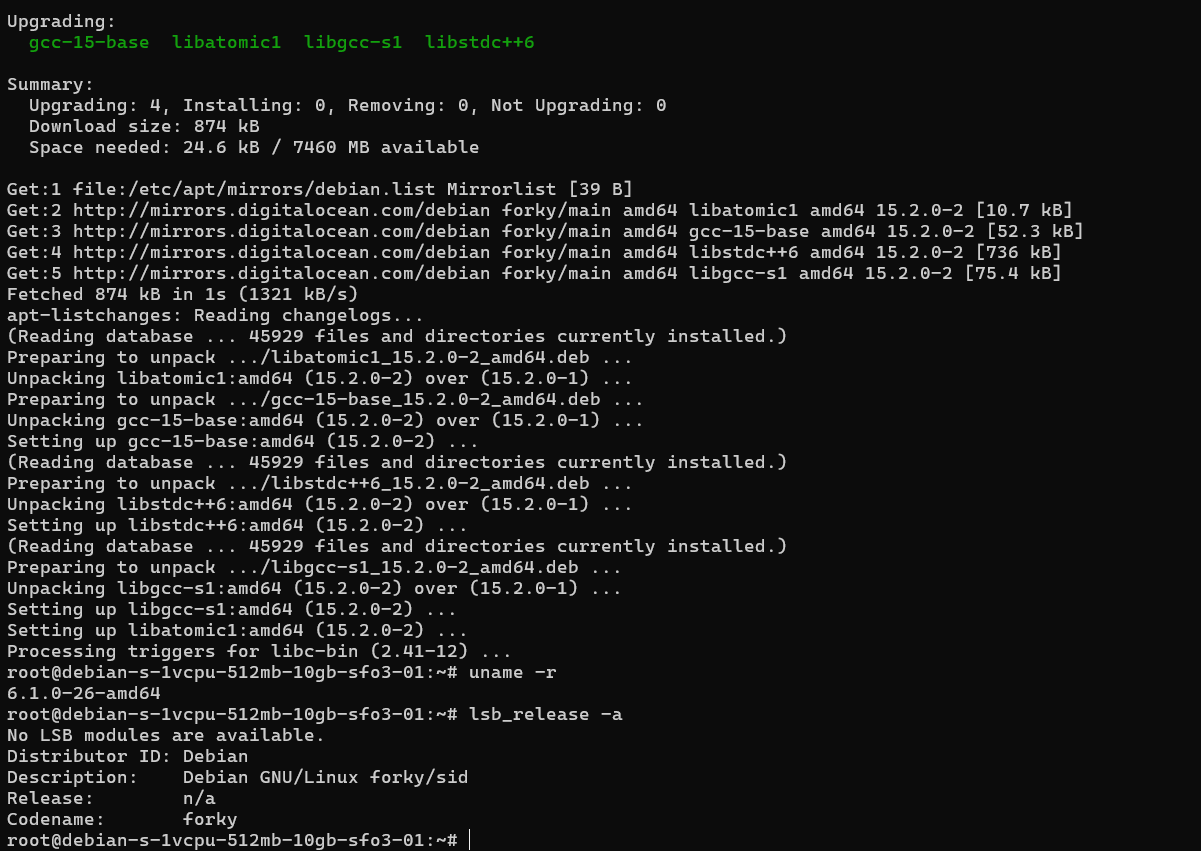 Upgrading:
  gcc-15-base  libatomic1  libgcc-s1  libstdc++6
Summary:
  Upgrading: 4, Installing: 0, Removing: 0, Not Upgrading: 0
  Download size: 874 kB
  Space needed: 24.6 kB / 7460 MB available
Get:1 file:/etc/apt/mirrors/debian.list Mirrorlist [39 B]
Get:2 http://mirrors.digitalocean.com/debian forky/main amd64 libatomic1 amd64 15.2.0-2 [10.7 kB]
Get:3 http://mirrors.digitalocean.com/debian forky/main amd64 gcc-15-base amd64 15.2.0-2 [52.3 kB]
Get:4 http://mirrors.digitalocean.com/debian forky/main amd64 libstdc++6 amd64 15.2.0-2 [736 kB]
Get:5 http://mirrors.digitalocean.com/debian forky/main amd64 libgcc-s1 amd64 15.2.0-2 [75.4 kB]
Fetched 874 kB in 1s (1321 kB/s)
apt-listchanges: Reading changelogs...
(Reading database ... 45929 files and directories currently installed.)
Preparing to unpack .../libatomic1_15.2.0-2_amd64.deb ...
Unpacking libatomic1:amd64 (15.2.0-2) over (15.2.0-1) ...
Preparing to unpack .../gcc-15-base_15.2.0-2_amd64.deb ...
Unpacking gcc-15-base:amd64 (15.2.0-2) over (15.2.0-1) ...
Setting up gcc-15-base:amd64 (15.2.0-2) ...
(Reading database ... 45929 files and directories currently installed.)
Preparing to unpack .../libstdc++6_15.2.0-2_amd64.deb ...
Unpacking libstdc++6:amd64 (15.2.0-2) over (15.2.0-1) ...
Setting up libstdc++6:amd64 (15.2.0-2) ...
(Reading database ... 45929 files and directories currently installed.)
Preparing to unpack .../libgcc-s1_15.2.0-2_amd64.deb ...
Unpacking libgcc-s1:amd64 (15.2.0-2) over (15.2.0-1) ...
Setting up libgcc-s1:amd64 (15.2.0-2) ...
Setting up libatomic1:amd64 (15.2.0-2) ...
Processing triggers for libc-bin (2.41-12) ...
root@debian-s-1vcpu-512mb-10gb-sfo3-01:~# uname -r
6.1.0-26-amd64
root@debian-s-1vcpu-512mb-10gb-sfo3-01:~# lsb_release -a
No LSB modules are available.
Distributor ID: Debian
Description:    Debian GNU/Linux forky/sid
Release:        n/a
Codename:       forky
root@debian-s-1vcpu-512mb-10gb-sfo3-01:~#